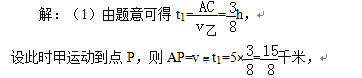 解：（1）由题意可得 t₁=AC/v乙=3/8h，
设此时甲运动到点 P，则 AP=v甲t₁=5×3/8=15/8千米，